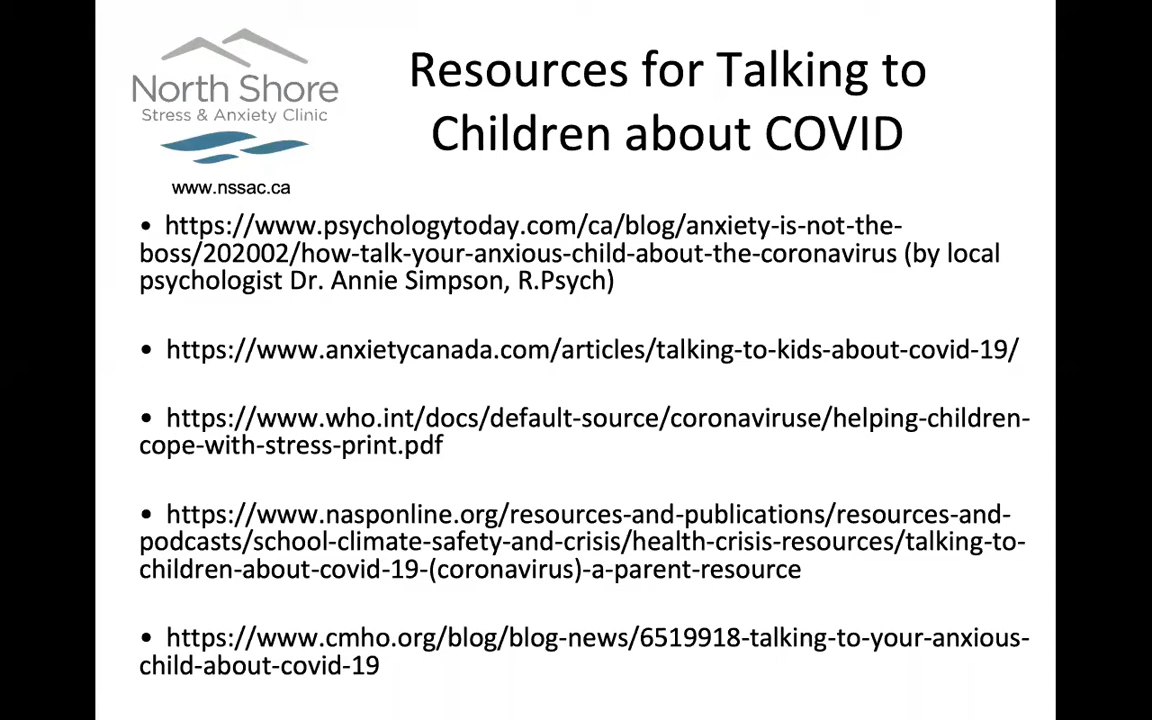 North Shore
Stress & Anxiety Clinic
www.nssac.ca
Resources for Talking to
Children about COVID
• https://www.psychologytoday.com/ca/blog/anxiety-is-not-the-
boss/202002/how-talk-your-anxious-child-about-the-coronavirus (by local
psychologist Dr. Annie Simpson, R.Psych)
• https://www.anxietycanada.com/articles/talking-to-kids-about-covid-19/
• https://www.who.int/docs/default-source/coronaviruse/helping-children-
cope-with-stress-print.pdf
• https://www.nasponline.org/resources-and-publications/resources-and-
podcasts/school-climate-safety-and-crisis/health-crisis-resources/talking-to-
children-about-covid-19-(coronavirus)-a-parent-resource
• https://www.cmho.org/blog/blog-news/6519918-talking-to-your-anxious-
child-about-covid-19